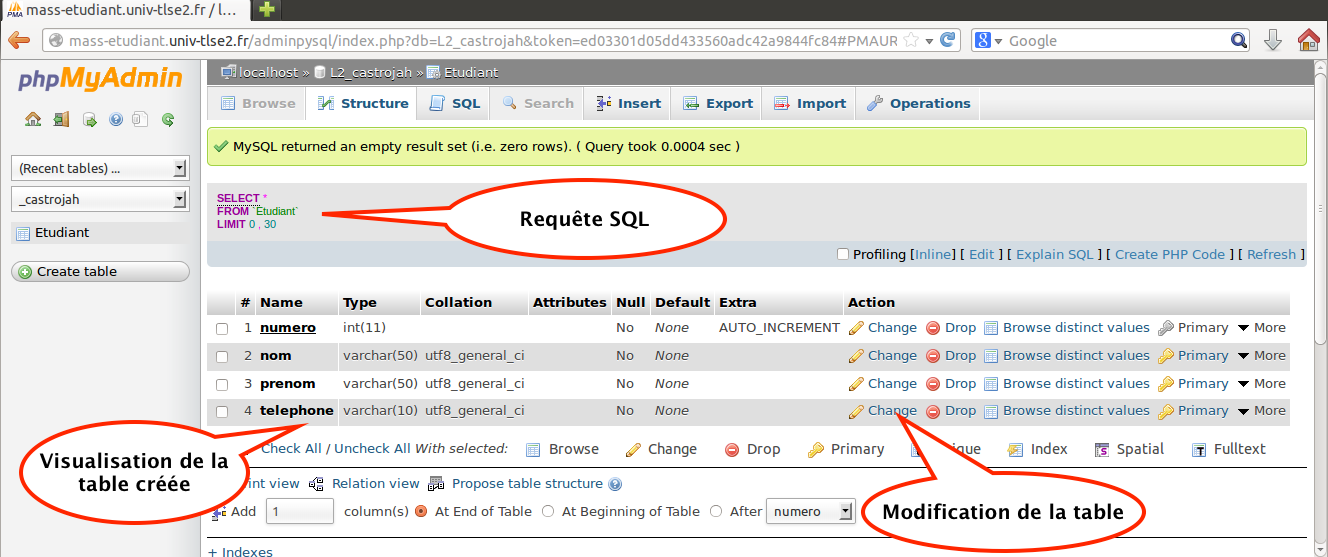 mass-etudiant.univ-tlse2.fr / l...
mass-etudiant.univ-tlse2.fr/adminpysql/index.php?db=L2_castrojah&token=ed03301d05dd433560adc42a9844fc84#PMAUR
Google
phpMyAdmin
(Recent tables) ...
_castrojah
Etudiant
Create table
localhost » L2_castrojah » Etudiant
Browse Structure SQL Search Insert Export Import Operations
MySQL returned an empty result set (i.e. zero rows). ( Query took 0.0004 sec )
SELECT *
FROM `Etudiant`
LIMIT 0 , 30
Requête SQL
Profiling [Inline] [ Edit ] [ Explain SQL ] [ Create PHP Code ] [ Refresh ]
# Name Type Collation Attributes Null Default Extra Action
1 numero int(11) No None AUTO_INCREMENT Change Drop Browse distinct values Primary More
2 nom varchar(50) utf8_general_ci No None Change Drop Browse distinct values Primary More
3 prenom varchar(50) utf8_general_ci No None Change Drop Browse distinct values Primary More
4 telephone varchar(10) utf8_general_ci No None Change Drop Browse distinct values Primary More
Visualisation de la
table créée
Check All / Uncheck All With selected: Browse Change Drop Primary Index Spatial Fulltext
view Relation view Propose table structure
Add 1 column(s) At End of Table At Beginning of Table After numero
Modification de la table
+ Indexes